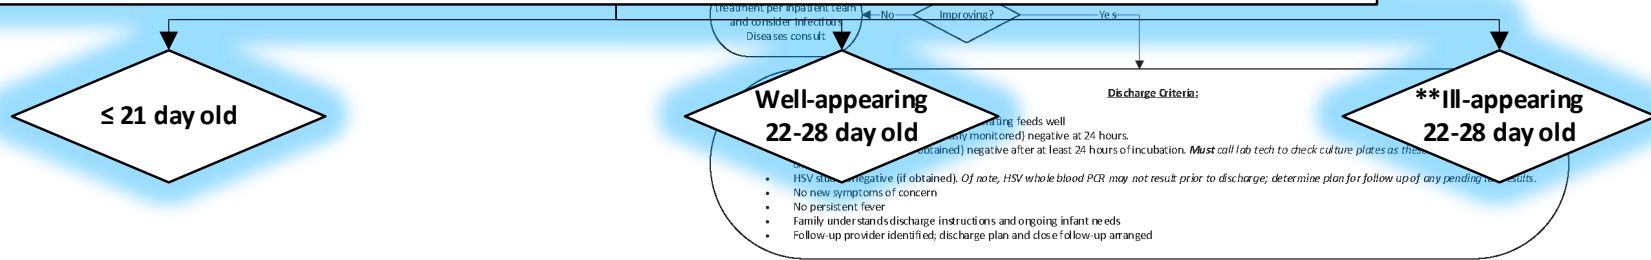 treatment per inpatient team
and consider Infectious
Diseases consult
No
Improving?
Yes
≤ 21 day old
Well-appearing
22-28 day old
**Ill-appearing
22-28 day old
Discharge Criteria:
feeds well
monitored} negative at 24 hours.
negative after at least 24 hours of incubation. Must call lab tech to check culture plates as
HSV negative (if obtained). Of note, HSV whole blood PCR may not result prior to discharge; determine plan for follow up of any pending
No new symptoms of concern
No persistent fever
Family understands discharge instructions and ongoing infant needs
Follow-up provider identified; discharge plan and close follow-up arranged